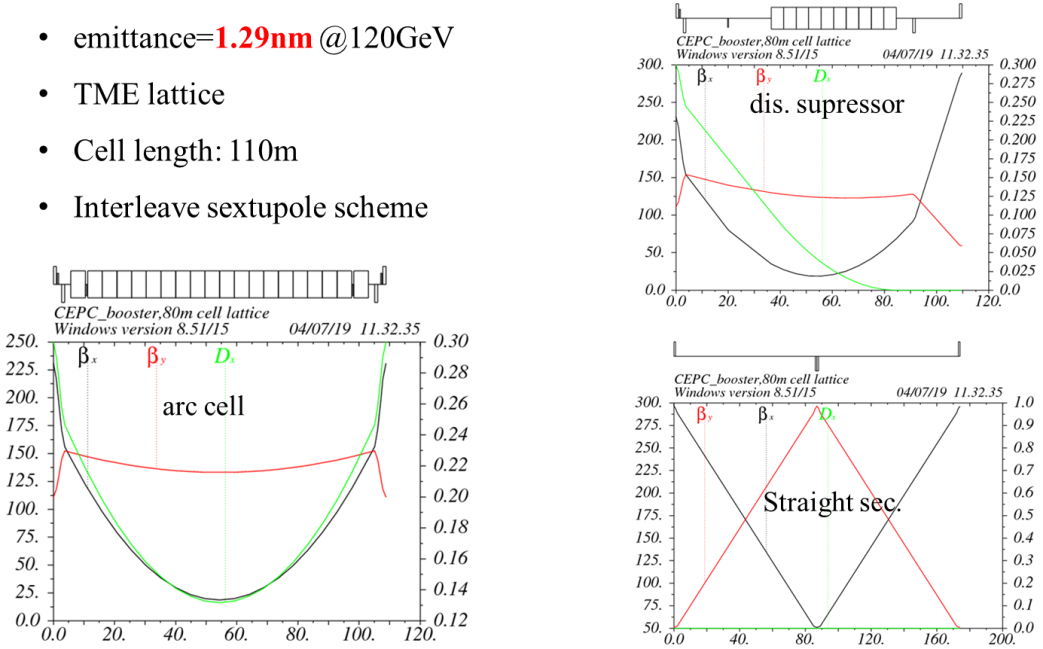 • emittance=1.29nm @120GeV
• TME lattice
• Cell length: 110m
• Interleave sextupole scheme
CEPC_booster,80m cell lattice
Windows version 8.51/15 04/07/19 11.32.35
βx βy Dx
arc cell
250. 225. 200. 175. 150. 125. 100. 75. 50. 25. 0.0
0.30 0.28 0.26 0.24 0.22 0.20 0.18 0.16 0.14 0.12
0.0 20. 40. 60. 80. 100. 120.
CEPC_booster,80m cell lattice
Windows version 8.51/15 04/07/19 11.32.35
βx βy Dx
dis. supressor
300. 250. 200. 150. 100. 50. 0.0
0.300 0.275 0.250 0.225 0.200 0.175 0.150 0.125 0.100 0.075 0.050 0.025 0.0
0.0 20. 40. 60. 80. 100. 120.
CEPC_booster,80m cell lattice
Windows version 8.51/15 04/07/19 11.32.35
βy βx Dx
Straight sec.
300. 275. 250. 225. 200. 175. 150. 125. 100. 75. 50.
1.0 0.9 0.8 0.7 0.6 0.5 0.4 0.3 0.2 0.1 0.0
0.0 40. 80. 120. 160. 200.